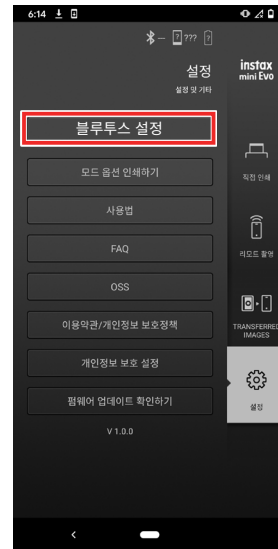 6:14
??? ?
설정
설정 및 기타
블루투스 설정
모드 옵션 인쇄하기
사용법
FAQ
OSS
이용약관/개인정보 보호정책
개인정보 보호 설정
펌웨어 업데이트 확인하기
V 1.0.0
instax
mini Evo
직접 인쇄
리모트 촬영
TRANSFERRED
IMAGES
설정